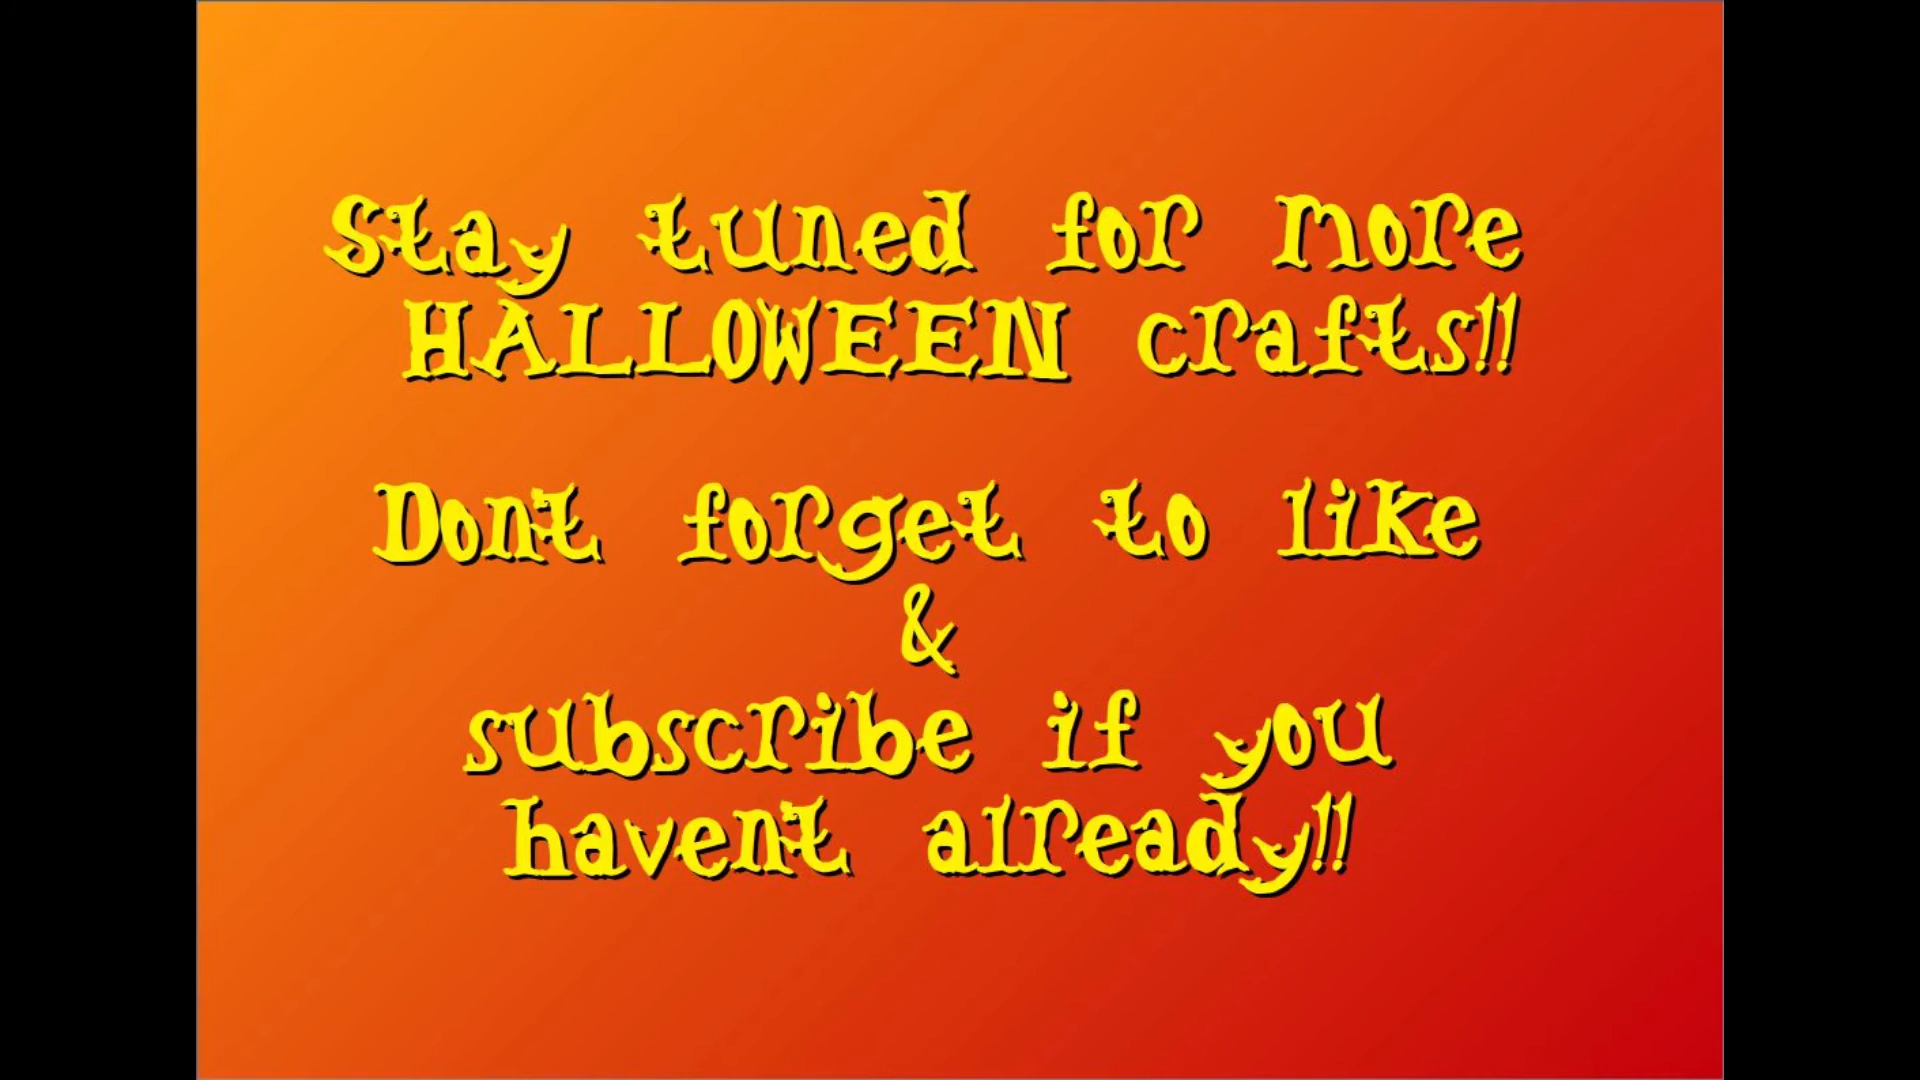 Stay tuned for more
HALLOWEEN crafts!!
Dont forget to like
&
subscribe if you
havent already!!